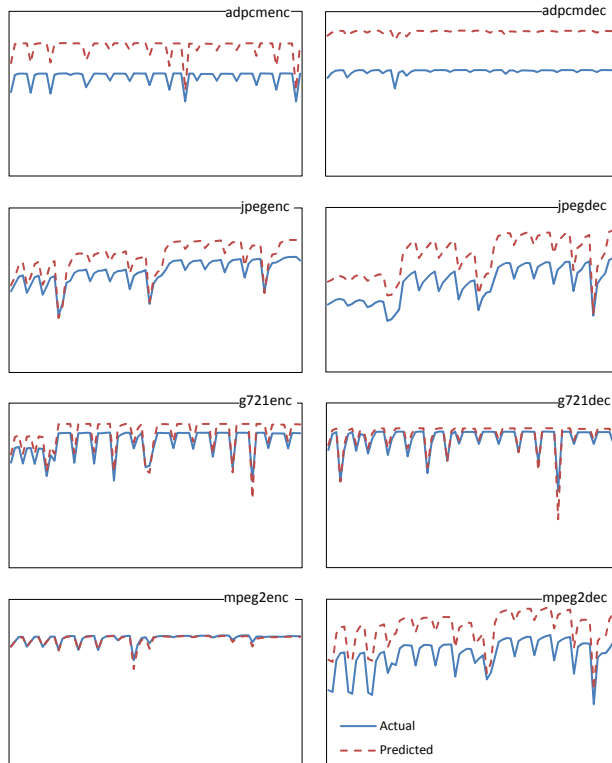 adpcmenc
adpcmdec
jpegenc
jpegdec
g721enc
g721dec
mpeg2enc
mpeg2dec
Actual
Predicted